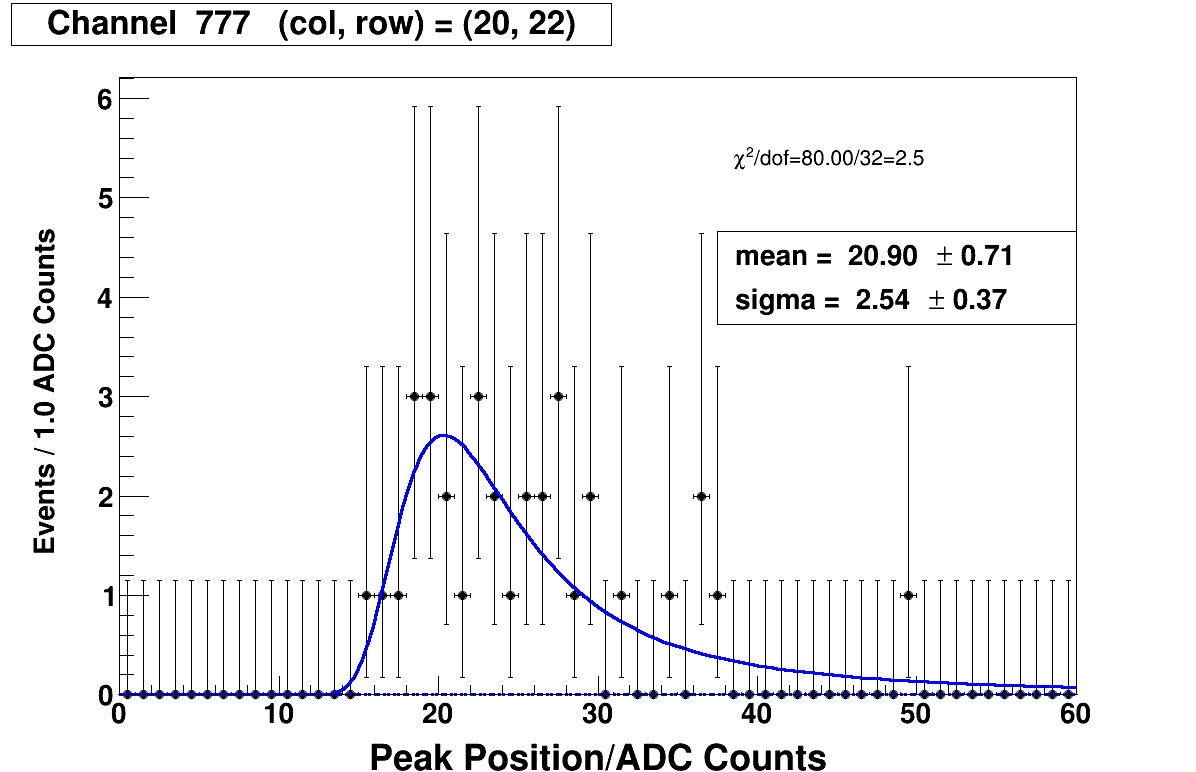 Channel 777 (col, row) = (20, 22)
6
χ²/dof=80.00/32=2.5
5
mean = 20.90 ± 0.71
4
sigma = 2.54 ± 0.37
3
2
1
0
Events / 1.0 ADC Counts
0 10 20 30 40 50 60
Peak Position/ADC Counts